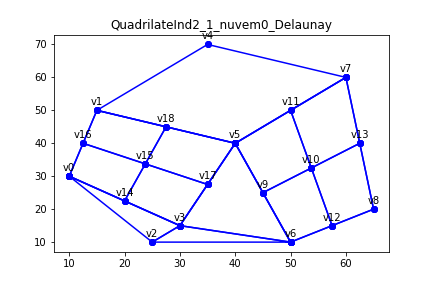 QuadrilateInd2_1_nuvem0_Delaunay
v4
70
v7
60
v1
v11
50
v18
v5
v16
v13
40
v15
v10
v0
30
v17
v9
v14
20
v8
v3
v12
v2
v6
10
10 20 30 40 50 60